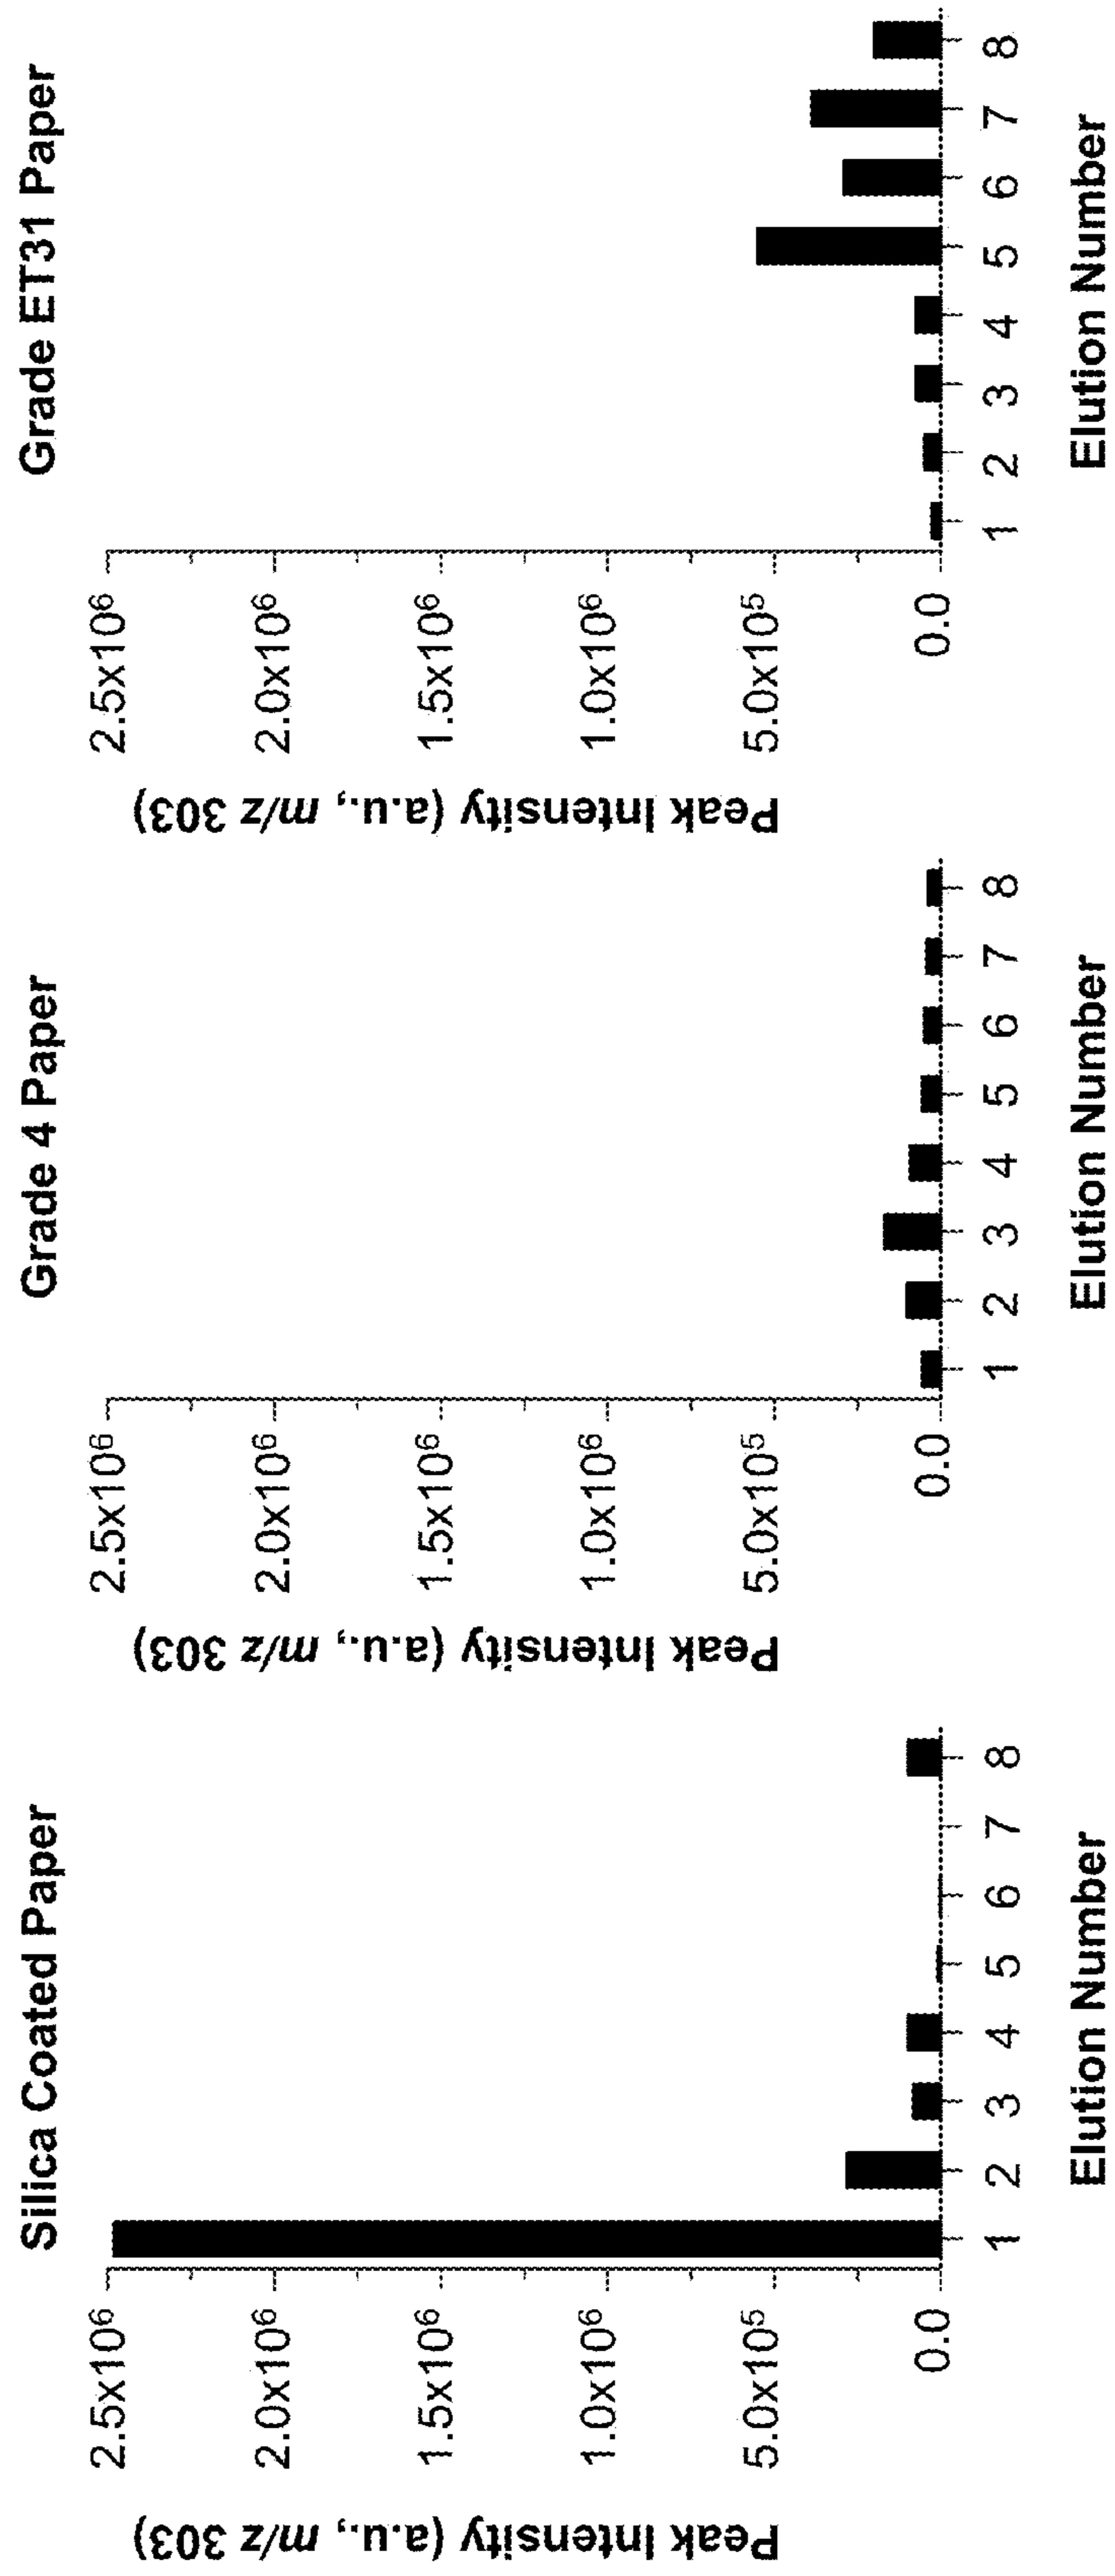 Silica Coated Paper
Peak Intensity (a.u., m/z 303)
2.5x10⁶
2.0x10⁶
1.5x10⁶
1.0x10⁶
5.0x10⁵
0.0
1 2 3 4 5 6 7 8
Elution Number
Grade 4 Paper
Peak Intensity (a.u., m/z 303)
2.5x10⁶
2.0x10⁶
1.5x10⁶
1.0x10⁶
5.0x10⁵
0.0
1 2 3 4 5 6 7 8
Elution Number
Grade ET31 Paper
Peak Intensity (a.u., m/z 303)
2.5x10⁶
2.0x10⁶
1.5x10⁶
1.0x10⁶
5.0x10⁵
0.0
1 2 3 4 5 6 7 8
Elution Number